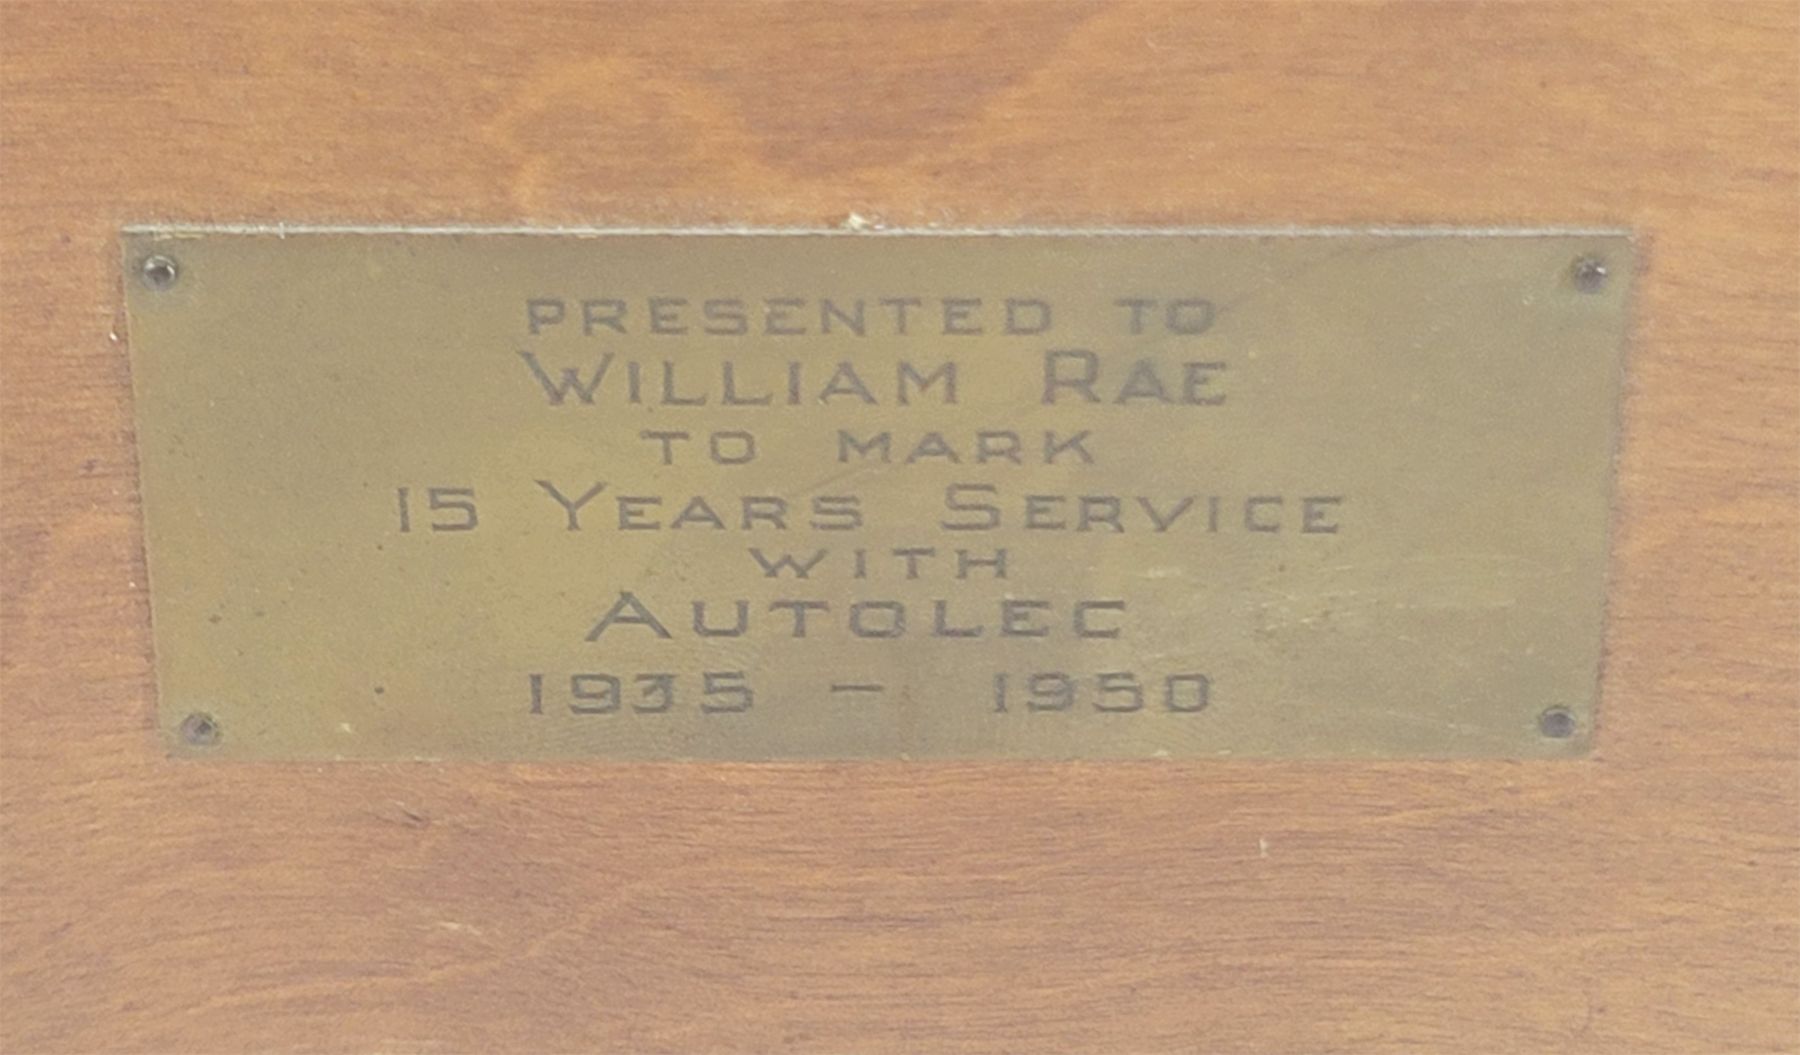 PRESENTED TO
WILLIAM RAE
TO MARK
15 YEARS SERVICE
WITH
AUTOLEC
1935 - 1950